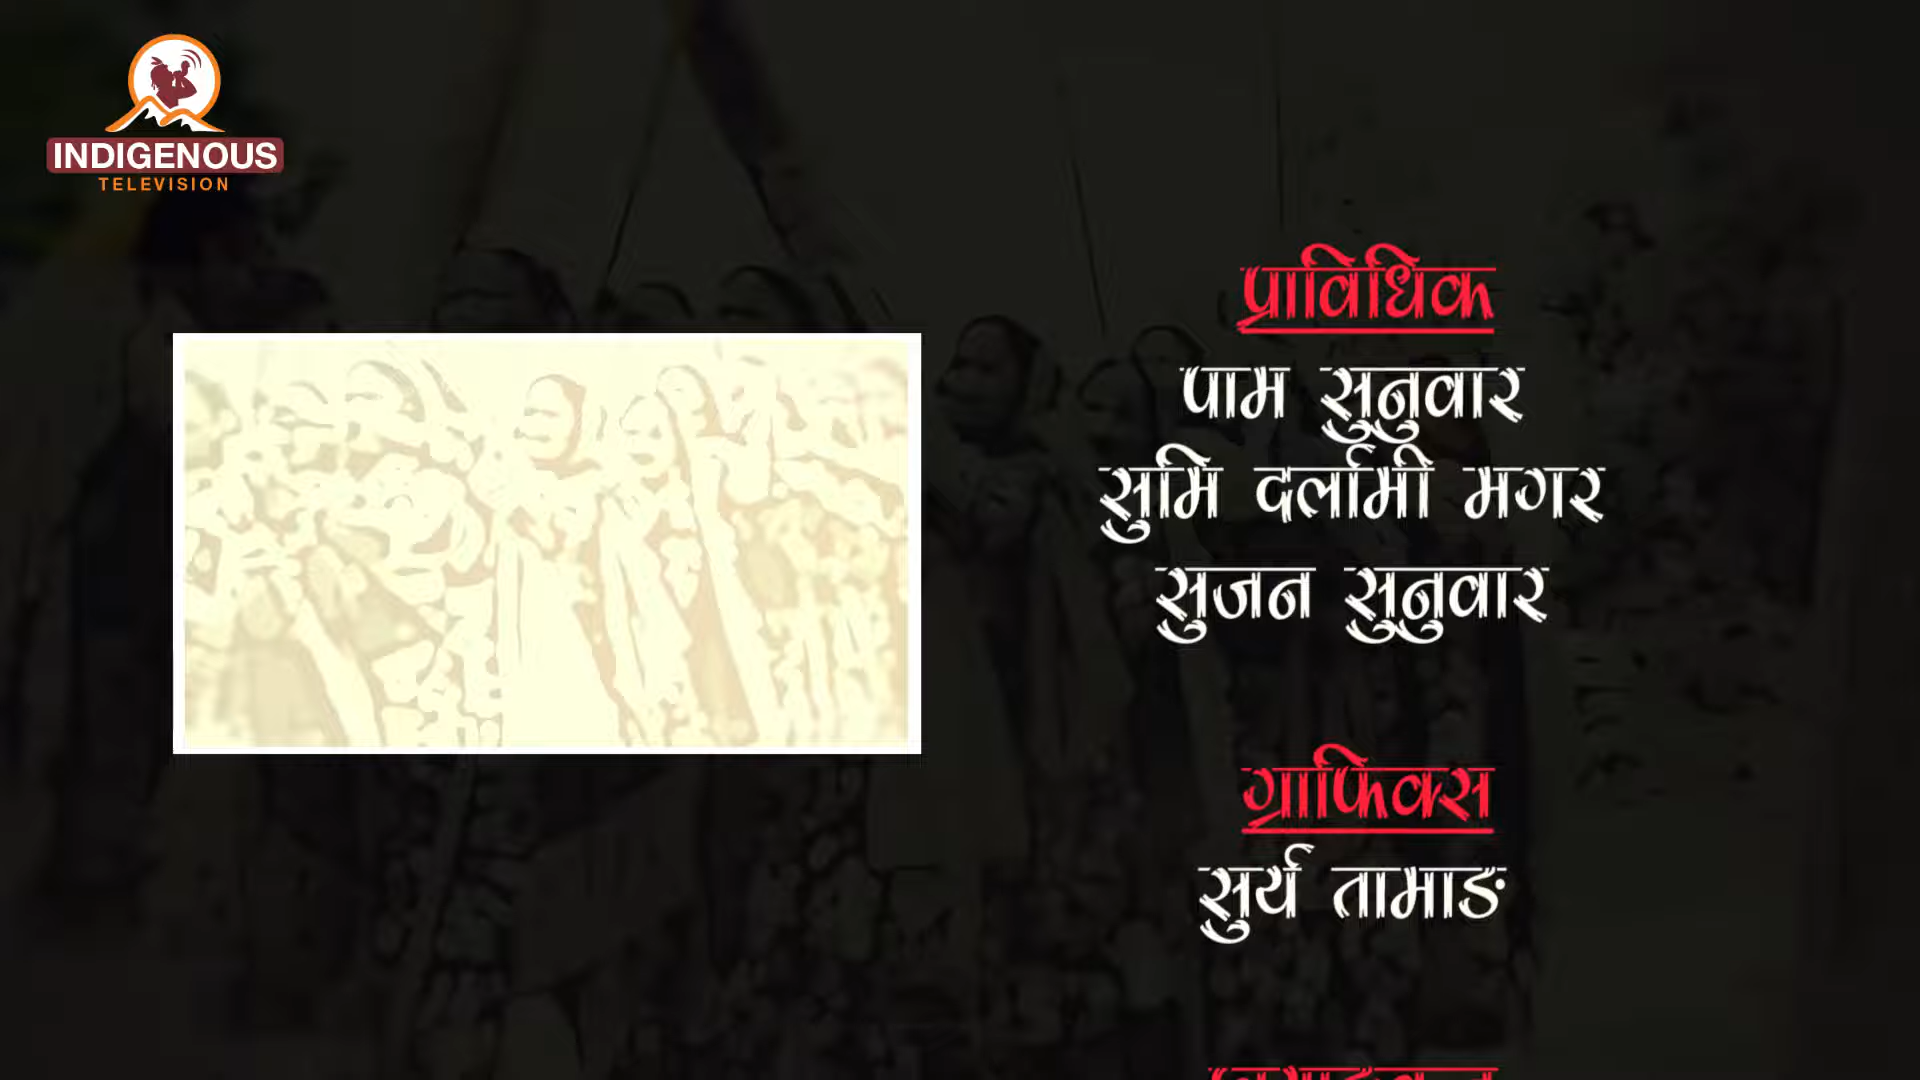 INDIGENOUS
TELEVISION
प्राविधिक
पाम सुनुवार
सुमि दर्लामी मगर
सुजन सुनुवार
ग्राफिक्स
सुर्य तामाङ